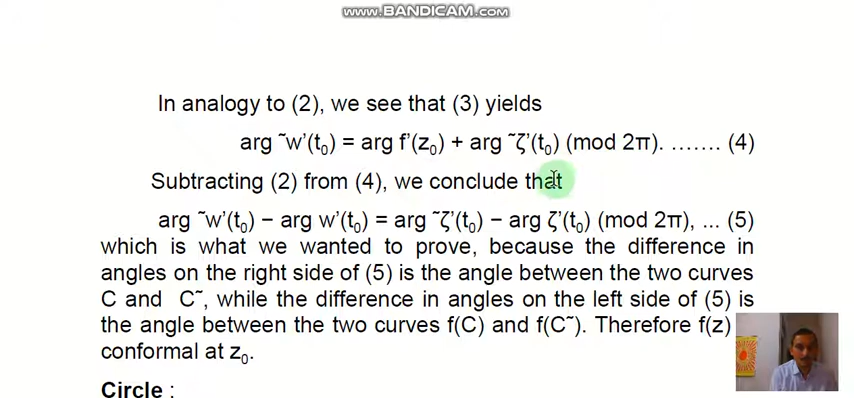 www.BANDICAM.com
In analogy to (2), we see that (3) yields
arg ˜w'(t₀) = arg f'(z₀) + arg ˜ζ'(t₀) (mod 2π). ....... (4)
Subtracting (2) from (4), we conclude that
arg ˜w'(t₀) − arg w'(t₀) = arg ˜ζ'(t₀) − arg ζ'(t₀) (mod 2π), ... (5)
which is what we wanted to prove, because the difference in
angles on the right side of (5) is the angle between the two curves
C and C˜, while the difference in angles on the left side of (5) is
the angle between the two curves f(C) and f(C˜). Therefore f(z)
conformal at z₀.
Circle :